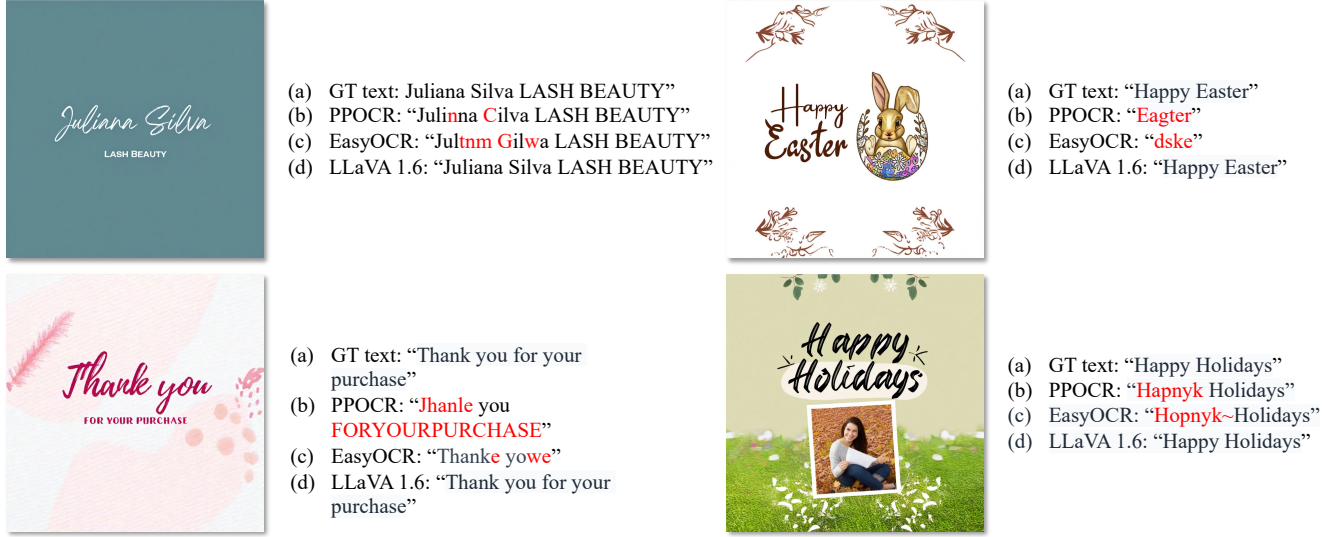 Juliana Silva
LASH BEAUTY
(a) GT text: Juliana Silva LASH BEAUTY”
(b) PPOCR: “Julinna Cilva LASH BEAUTY”
(c) EasyOCR: “Jultnm Gilwa LASH BEAUTY”
(d) LLaVA 1.6: “Juliana Silva LASH BEAUTY”
Happy
Easter
(a) GT text: “Happy Easter”
(b) PPOCR: “Eagter”
(c) EasyOCR: “dske”
(d) LLaVA 1.6: “Happy Easter”
Thank you
FOR YOUR PURCHASE
(a) GT text: “Thank you for your
purchase”
(b) PPOCR: “Jhanle you
FORYOURPURCHASE”
(c) EasyOCR: “Thanke yowe”
(d) LLaVA 1.6: “Thank you for your
purchase”
Happy
Holidays
(a) GT text: “Happy Holidays”
(b) PPOCR: “Hapnyk Holidays”
(c) EasyOCR: “Hopnyk~Holidays”
(d) LLaVA 1.6: “Happy Holidays”